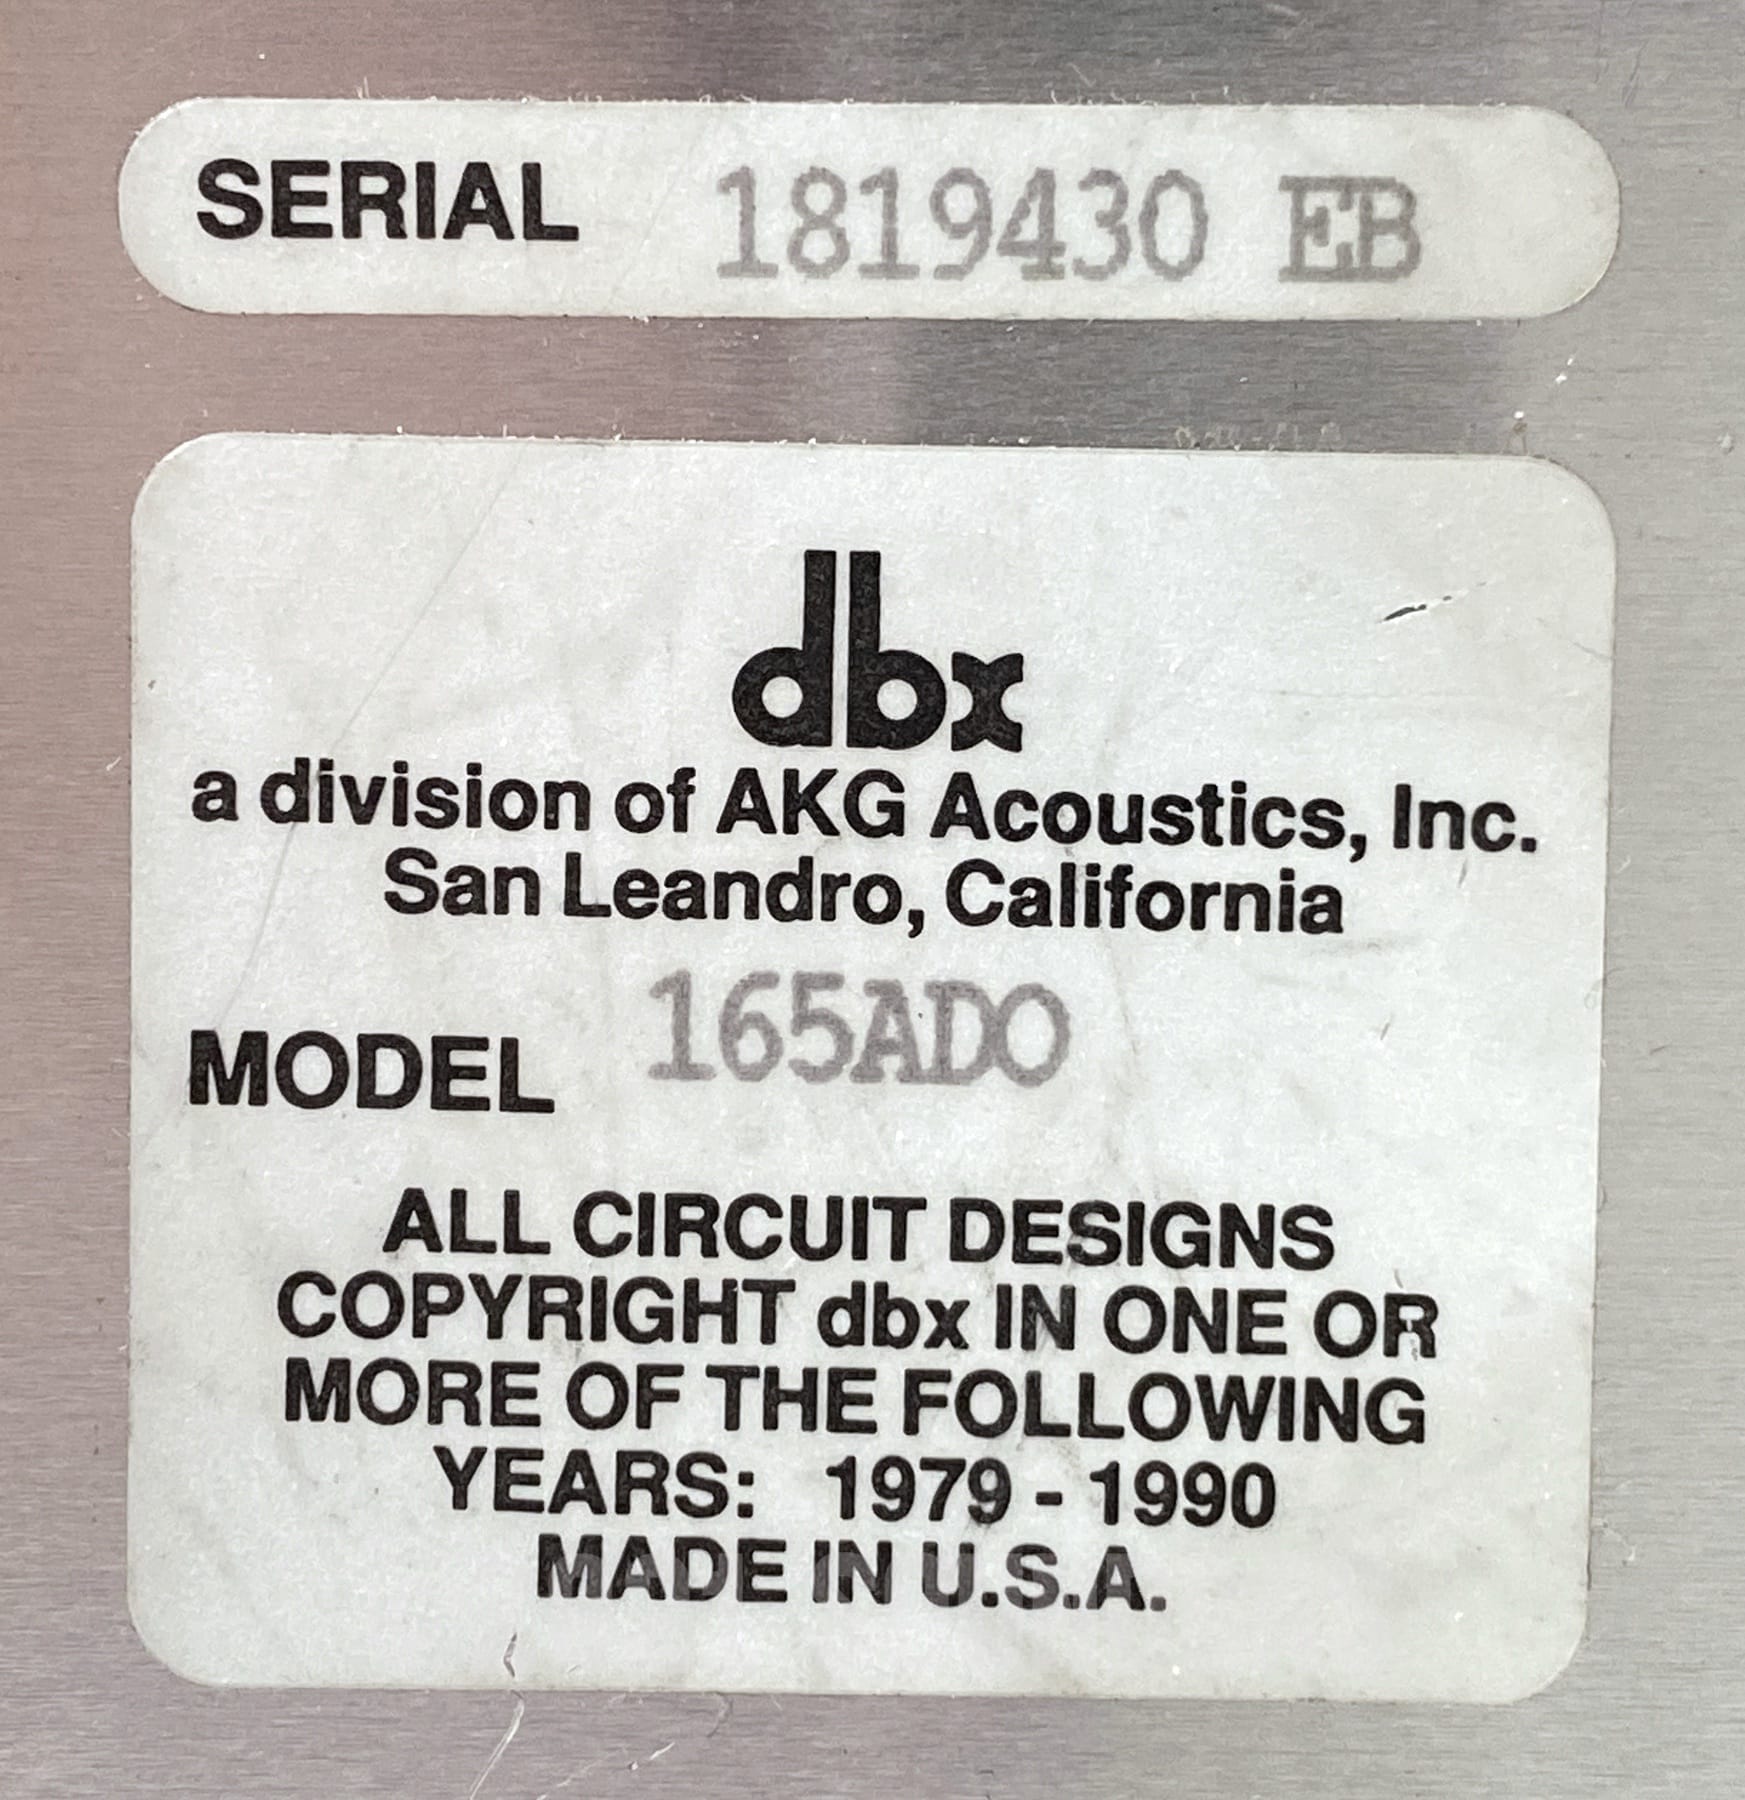 SERIAL 1819430 EB
dbx
a division of AKG Acoustics, Inc.
San Leandro, California
MODEL 165ADO
ALL CIRCUIT DESIGNS
COPYRIGHT dbx IN ONE OR
MORE OF THE FOLLOWING
YEARS: 1979 - 1990
MADE IN U.S.A.